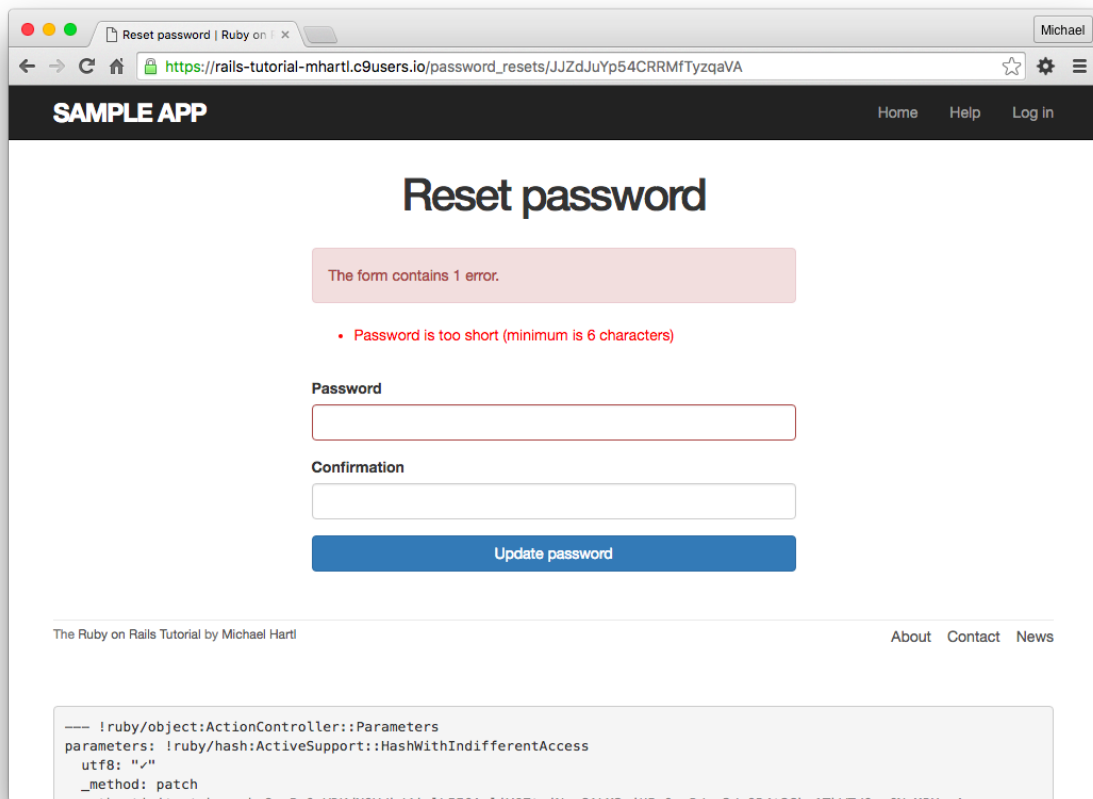 Reset password | Ruby on
Michael
https://rails-tutorial-mhartl.c9users.io/password_resets/JJZdJuYp54CRRMfTyzqaVA
SAMPLE APP
Home Help Log in
Reset password
The form contains 1 error.
• Password is too short (minimum is 6 characters)
Password
Confirmation
Update password
The Ruby on Rails Tutorial by Michael Hartl
About Contact News
--- !ruby/object:ActionController::Parameters
parameters: !ruby/hash:ActiveSupport::HashWithIndifferentAccess
utf8: "✓"
_method: patch